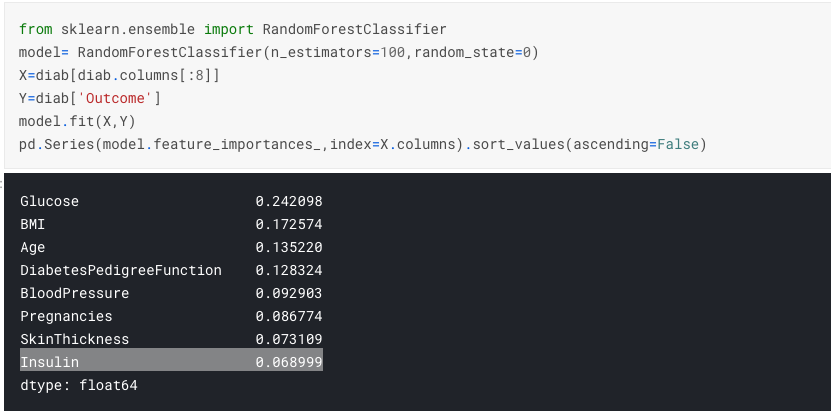 from sklearn.ensemble import RandomForestClassifier
model= RandomForestClassifier(n_estimators=100,random_state=0)
X=diab[diab.columns[:8]]
Y=diab['Outcome']
model.fit(X,Y)
pd.Series(model.feature_importances_,index=X.columns).sort_values(ascending=False)
Glucose 0.242098
BMI 0.172574
Age 0.135220
DiabetesPedigreeFunction 0.128324
BloodPressure 0.092903
Pregnancies 0.086774
SkinThickness 0.073109
Insulin 0.068999
dtype: float64